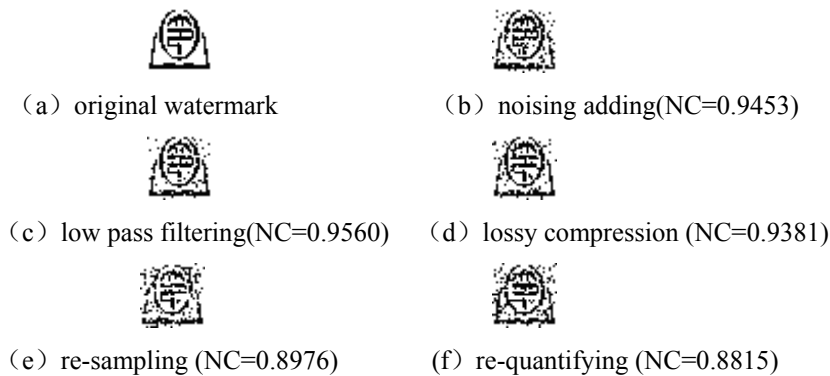 （a）original watermark
（b）noising adding(NC=0.9453)
（c）low pass filtering(NC=0.9560)
（d）lossy compression (NC=0.9381)
（e）re-sampling (NC=0.8976)
(f）re-quantifying (NC=0.8815)